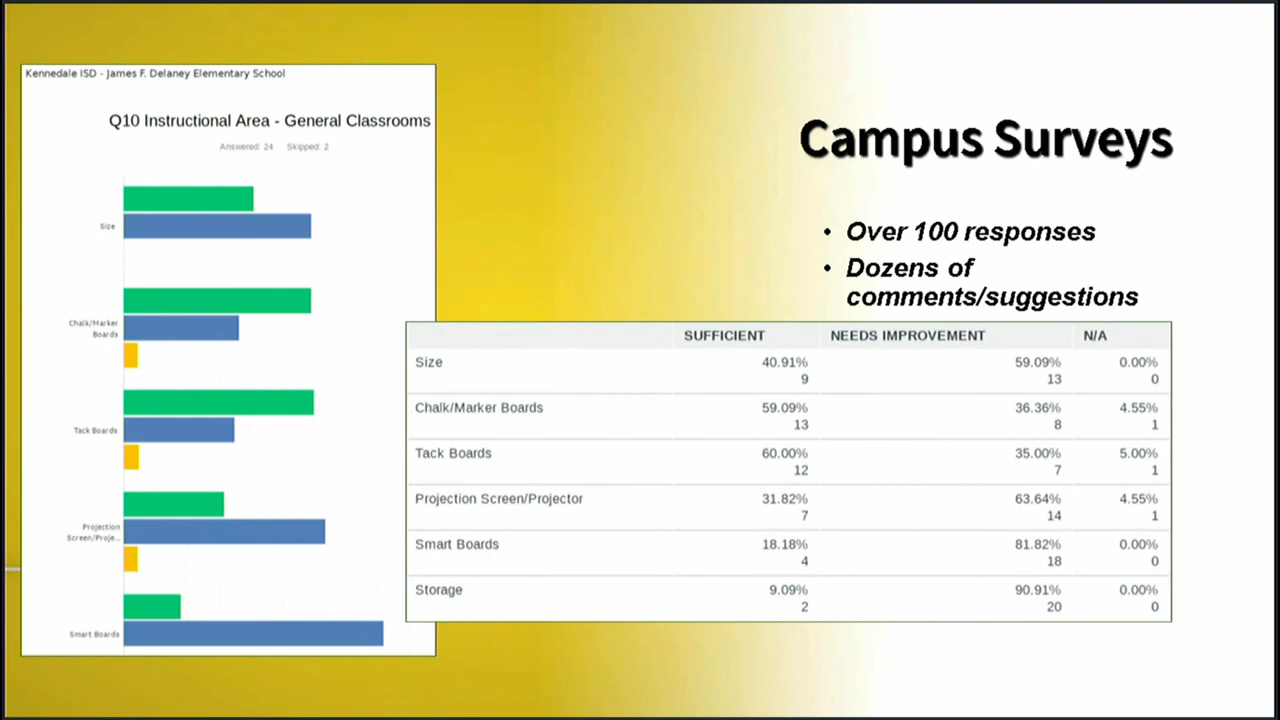 Kennedale ISD - James F. Delaney Elementary School
Q10 Instructional Area - General Classrooms
Answered: 24 Skipped: 2
Size
Chalk/Marker
Boards
Tack Boards
Projection
Screen/Proje...
Smart Boards
Campus Surveys
• Over 100 responses
• Dozens of
comments/suggestions
SUFFICIENT NEEDS IMPROVEMENT N/A
Size 40.91% 59.09% 0.00%
9 13 0
Chalk/Marker Boards 59.09% 36.36% 4.55%
13 8 1
Tack Boards 60.00% 35.00% 5.00%
12 7 1
Projection Screen/Projector 31.82% 63.64% 4.55%
7 14 1
Smart Boards 18.18% 81.82% 0.00%
4 18 0
Storage 9.09% 90.91% 0.00%
2 20 0